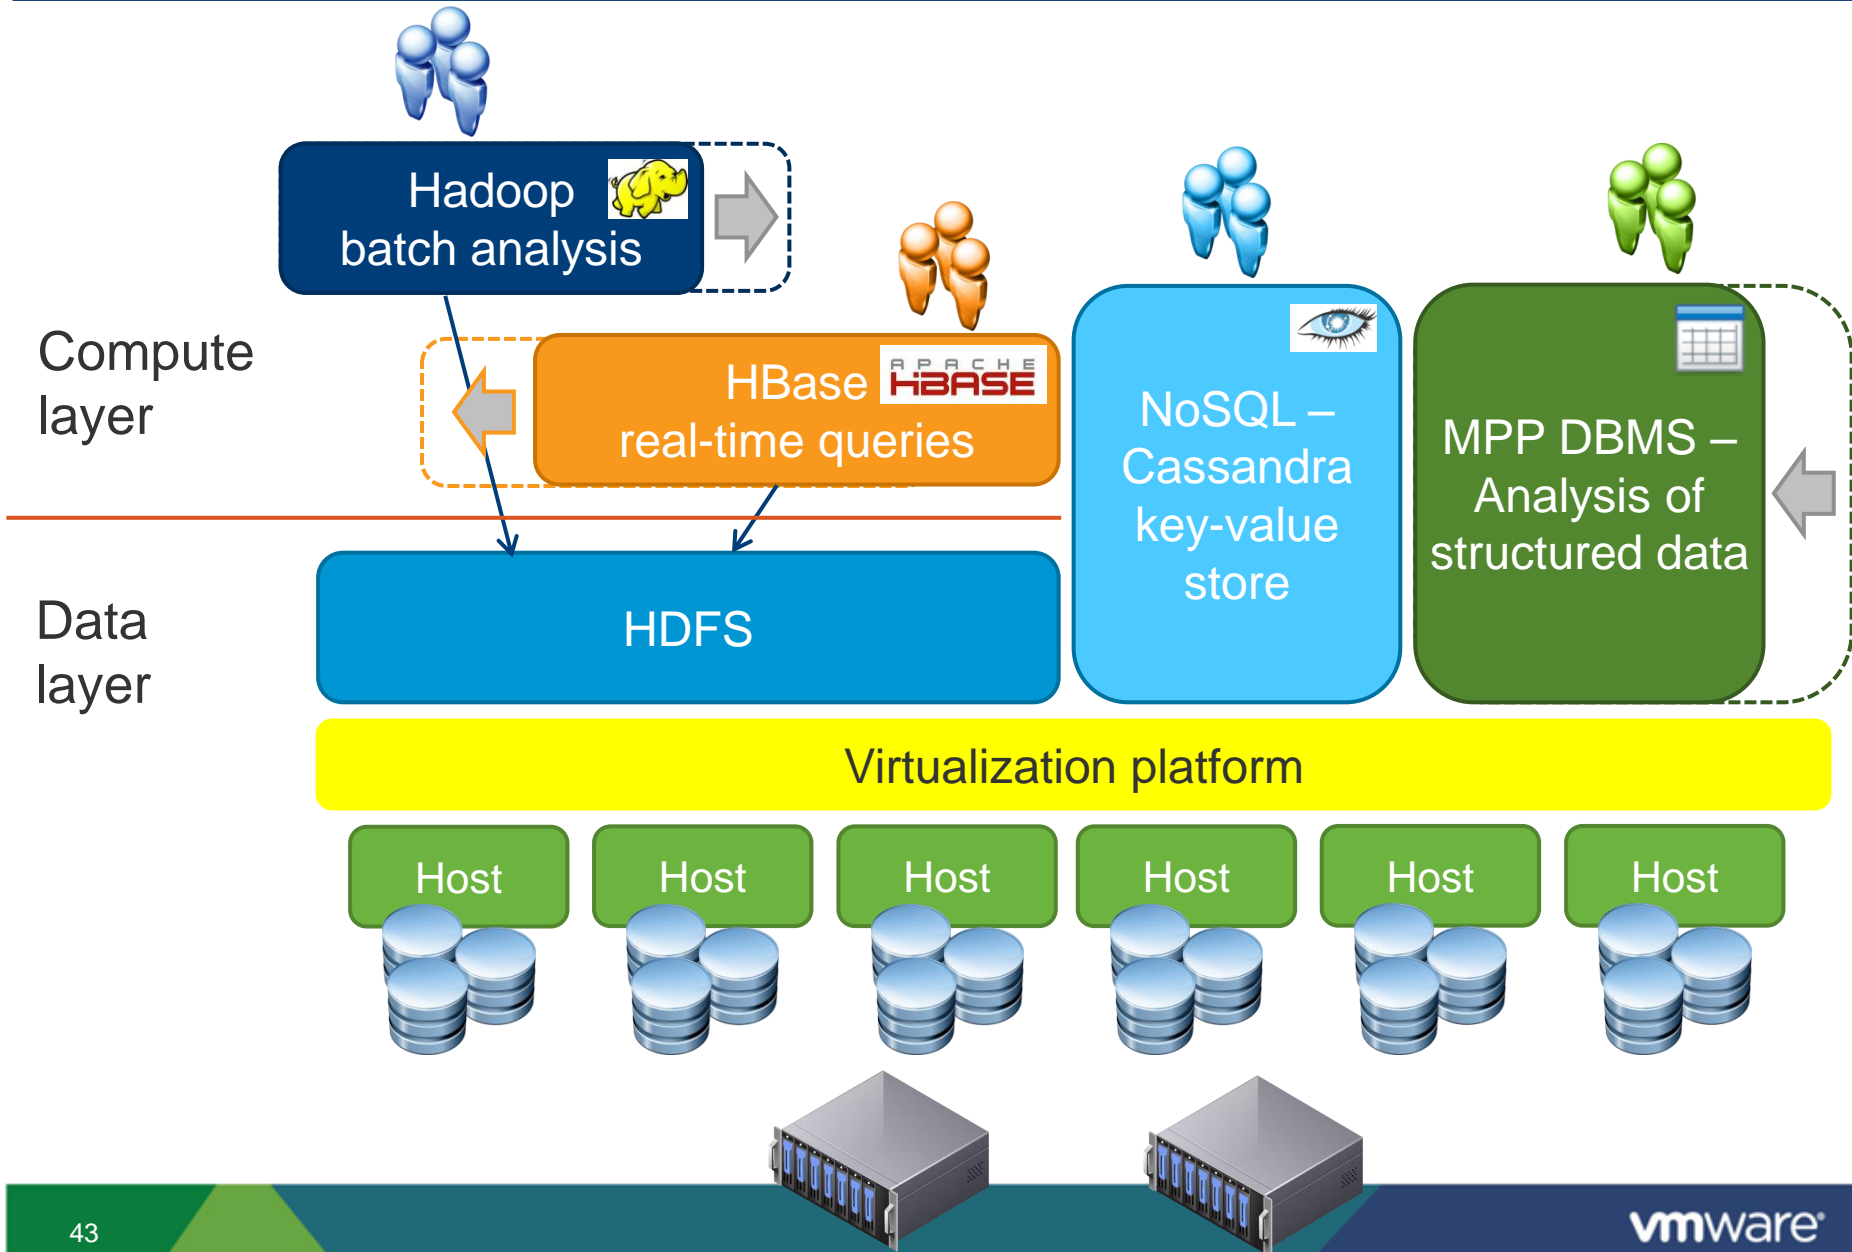 Hadoop
batch analysis
Compute
layer
HBase
APACHE
HBASE
real-time queries
NoSQL –
Cassandra
key-value
store
MPP DBMS –
Analysis of
structured data
Data
layer
HDFS
Virtualization platform
Host
Host
Host
Host
Host
Host
43
vmware®